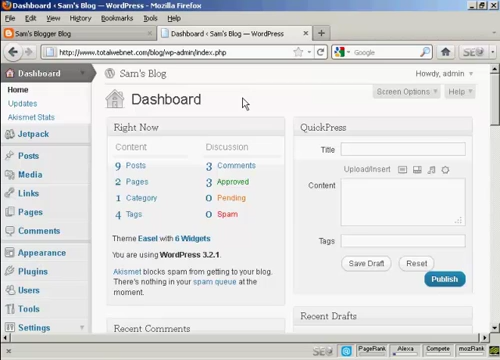 Dashboard ‹ Sam's Blog — WordPress - Mozilla Firefox
File Edit View History Bookmarks Tools Help
Sam's Blogger Blog
Dashboard ‹ Sam's Blog — WordPress
http://www.totalwebnet.com/blog/wp-admin/index.php
Google
Dashboard
Home
Updates
Akismet Stats
Jetpack
Posts
Media
Links
Pages
Comments
Appearance
Plugins
Users
Tools
Settings
Sam's Blog
Howdy, admin
Screen Options
Help
Dashboard
Right Now
Content Discussion
9 Posts 3 Comments
2 Pages 3 Approved
1 Category 0 Pending
4 Tags 0 Spam
Theme Easel with 6 Widgets
You are using WordPress 3.2.1.
Akismet blocks spam from getting to your blog.
There's nothing in your spam queue at the
moment.
Recent Comments
QuickPress
Title
Upload/Insert
Content
Tags
Save Draft
Reset
Publish
Recent Drafts
PageRank Alexa Compete mozRank